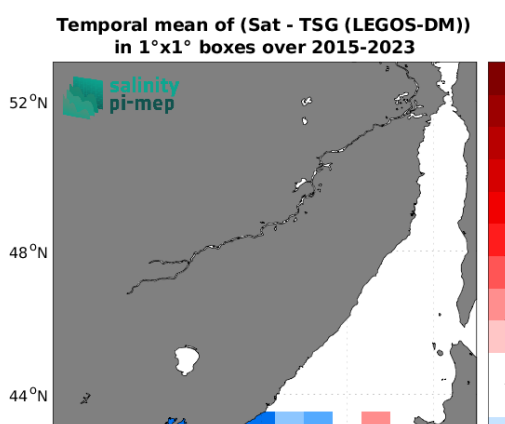 Temporal mean of (Sat - TSG (LEGOS-DM))
in 1°x1° boxes over 2015-2023
salinity
pi-mep
52°N
48°N
44°N